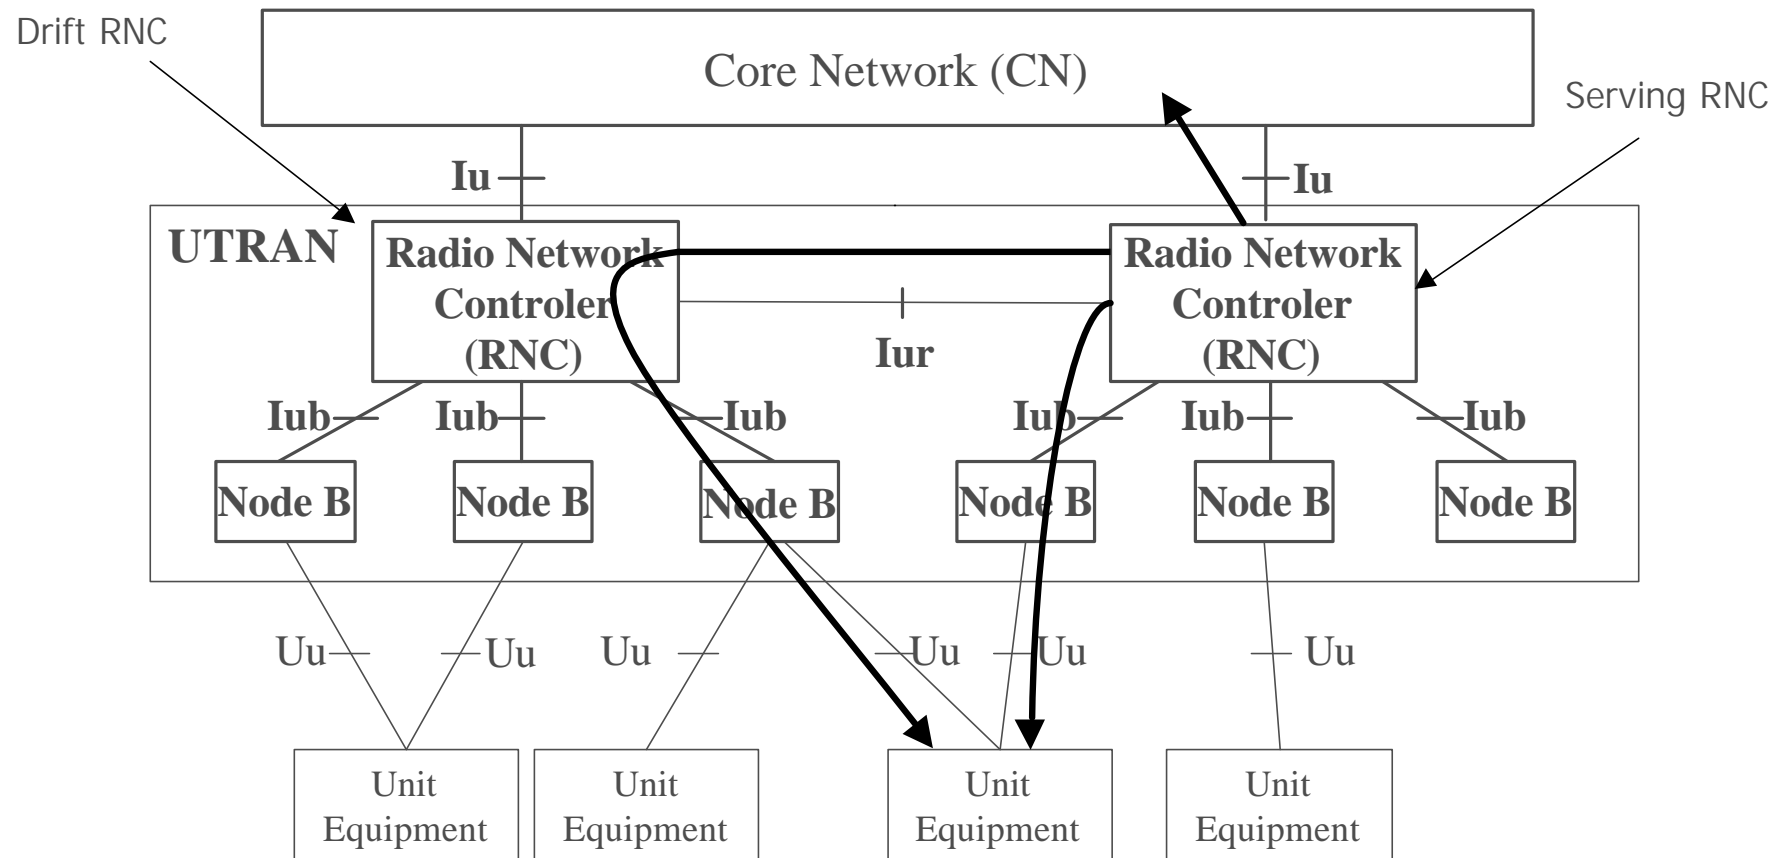 Drift RNC
Core Network (CN)
Serving RNC
Iu
Iu
UTRAN
Radio Network
Controler
(RNC)
Radio Network
Controler
(RNC)
Iur
Iub
Iub
Iub
Iub
Iub
Iub
Node B
Node B
Node B
Node B
Node B
Node B
Uu
Uu
Uu
Uu
Uu
Uu
Unit
Equipment
Unit
Equipment
Unit
Equipment
Unit
Equipment